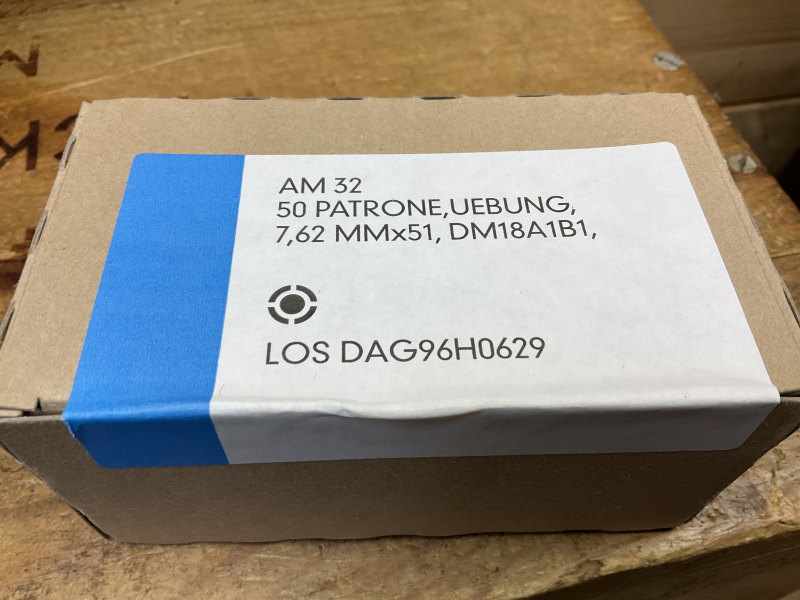 AM 32
50 PATRONE,UEBUNG,
7,62 MMx51, DM18A1B1,
LOS DAG96H0629